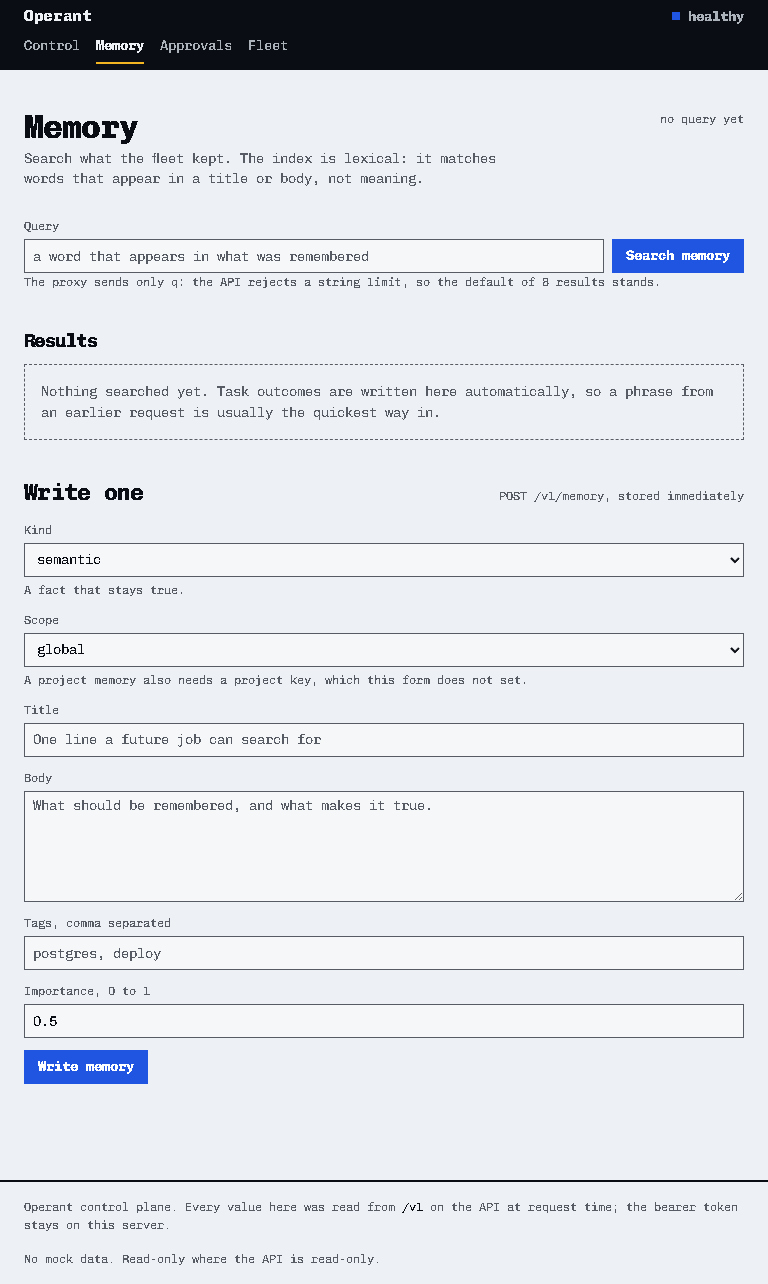 Operant
healthy
Control Memory Approvals Fleet
Memory
no query yet
Search what the fleet kept. The index is lexical: it matches
words that appear in a title or body, not meaning.
Query
a word that appears in what was remembered
Search memory
The proxy sends only q: the API rejects a string limit, so the default of 8 results stands.
Results
Nothing searched yet. Task outcomes are written here automatically, so a phrase from
an earlier request is usually the quickest way in.
Write one
POST /v1/memory, stored immediately
Kind
semantic
A fact that stays true.
Scope
global
A project memory also needs a project key, which this form does not set.
Title
One line a future job can search for
Body
What should be remembered, and what makes it true.
Tags, comma separated
postgres, deploy
Importance, 0 to 1
0.5
Write memory
Operant control plane. Every value here was read from /v1 on the API at request time; the bearer token
stays on this server.
No mock data. Read-only where the API is read-only.